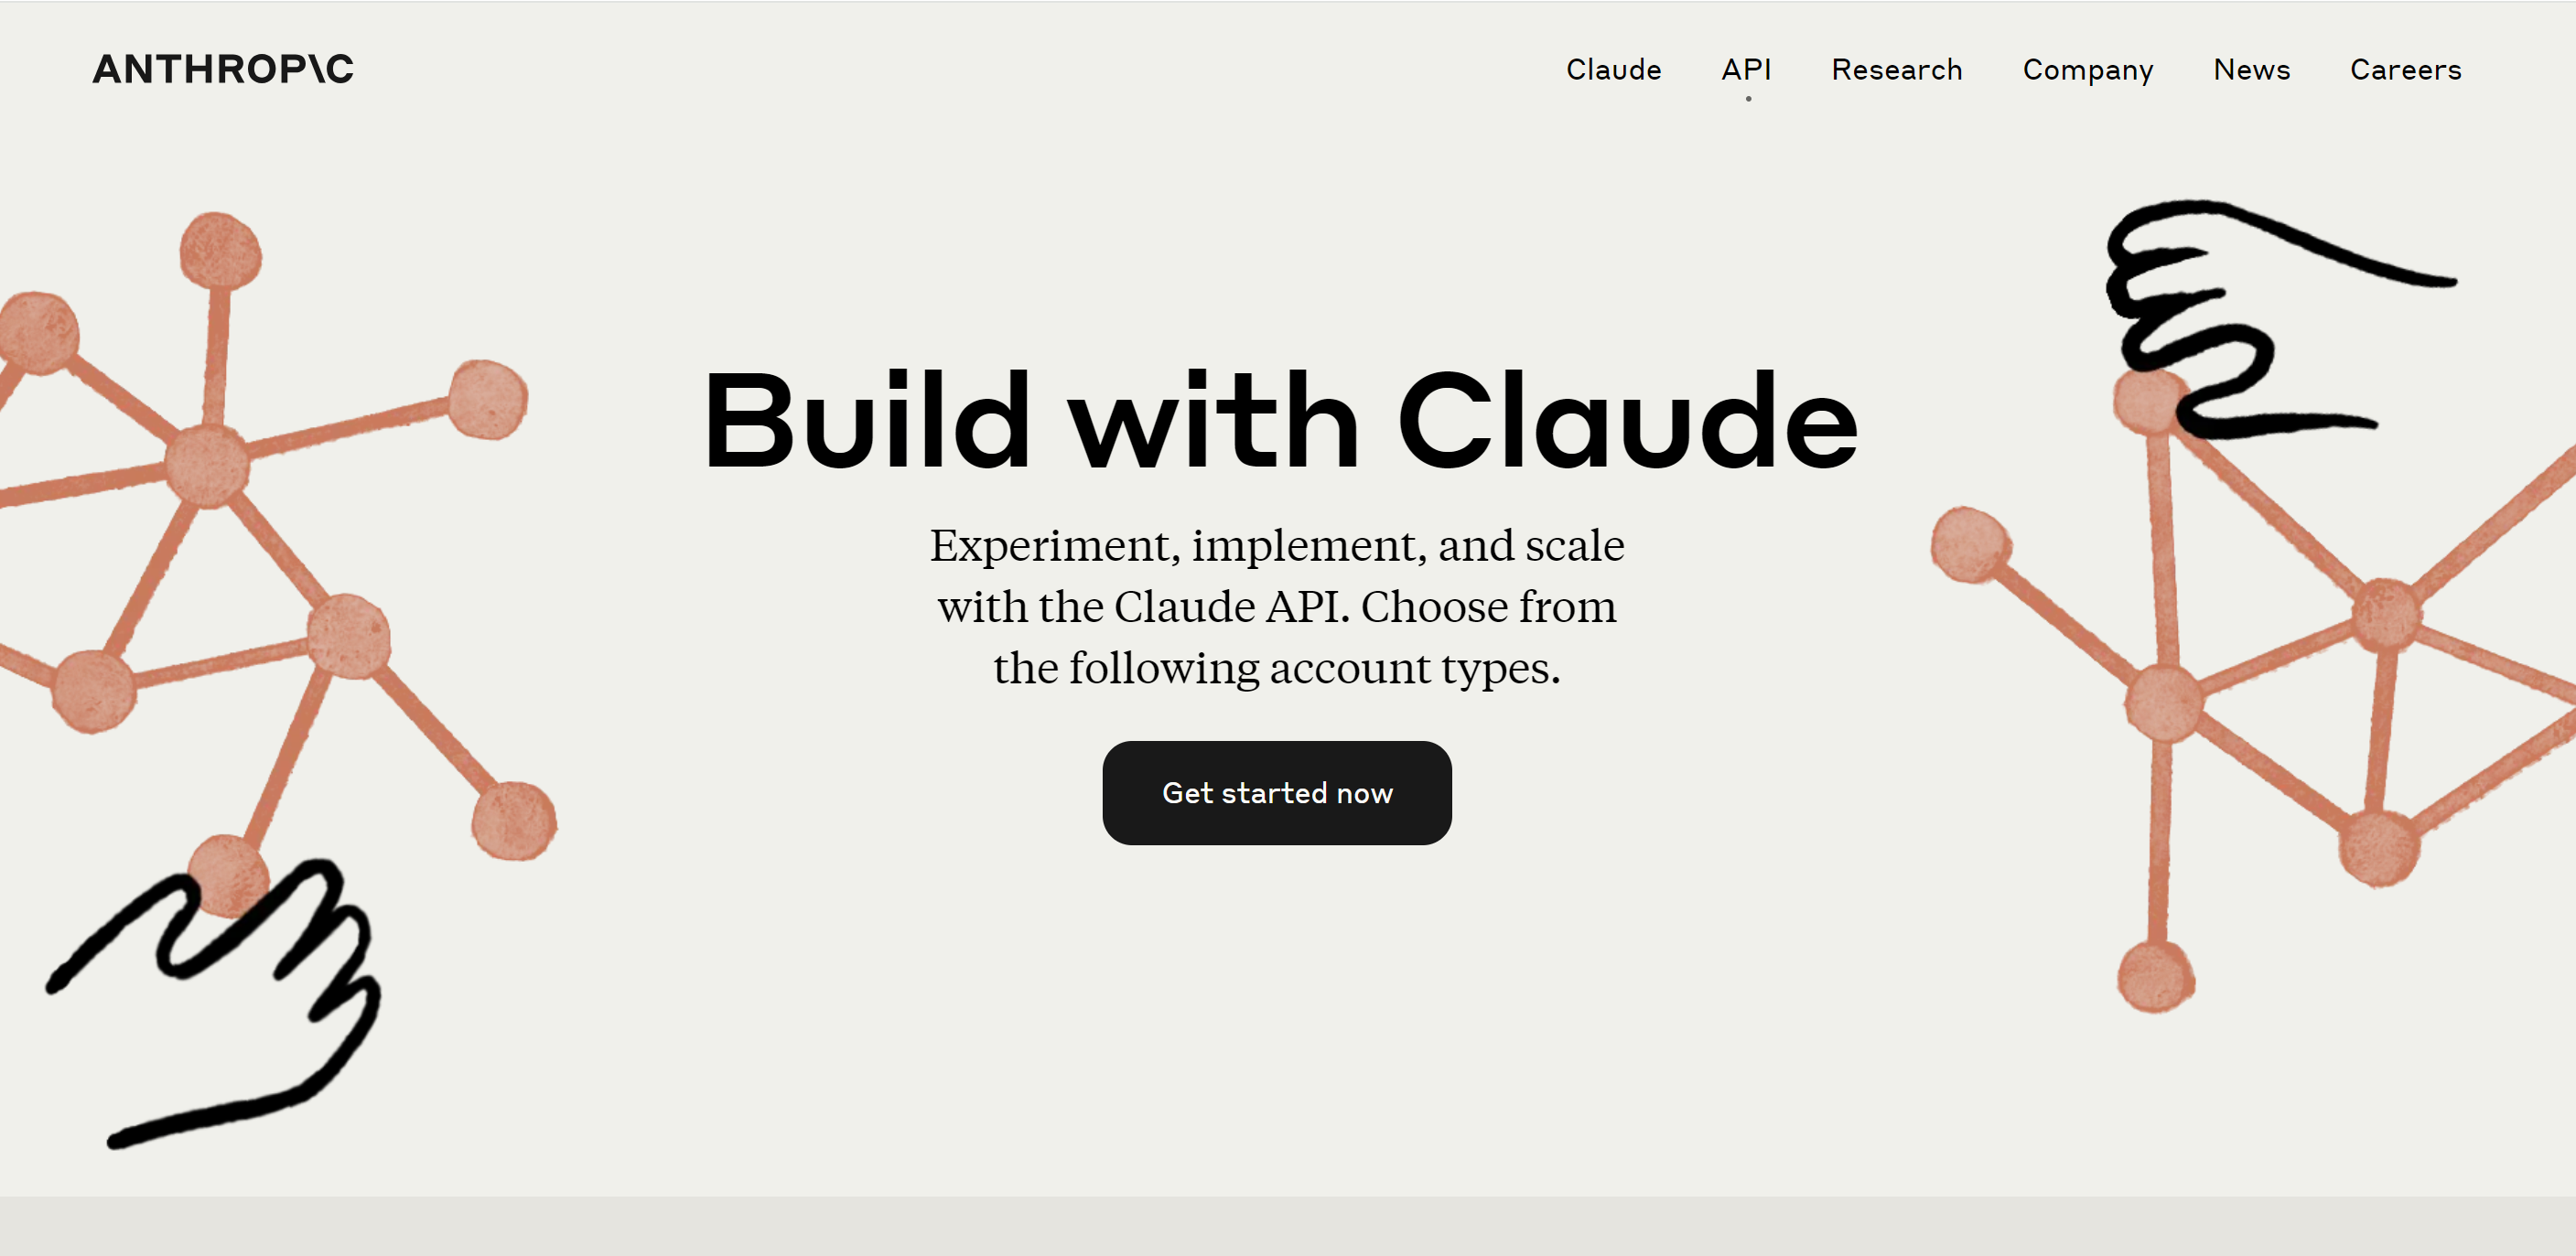 ANTHROP\C
Claude API Research Company News Careers
Build with Claude
Experiment, implement, and scale
with the Claude API. Choose from
the following account types.
Get started now